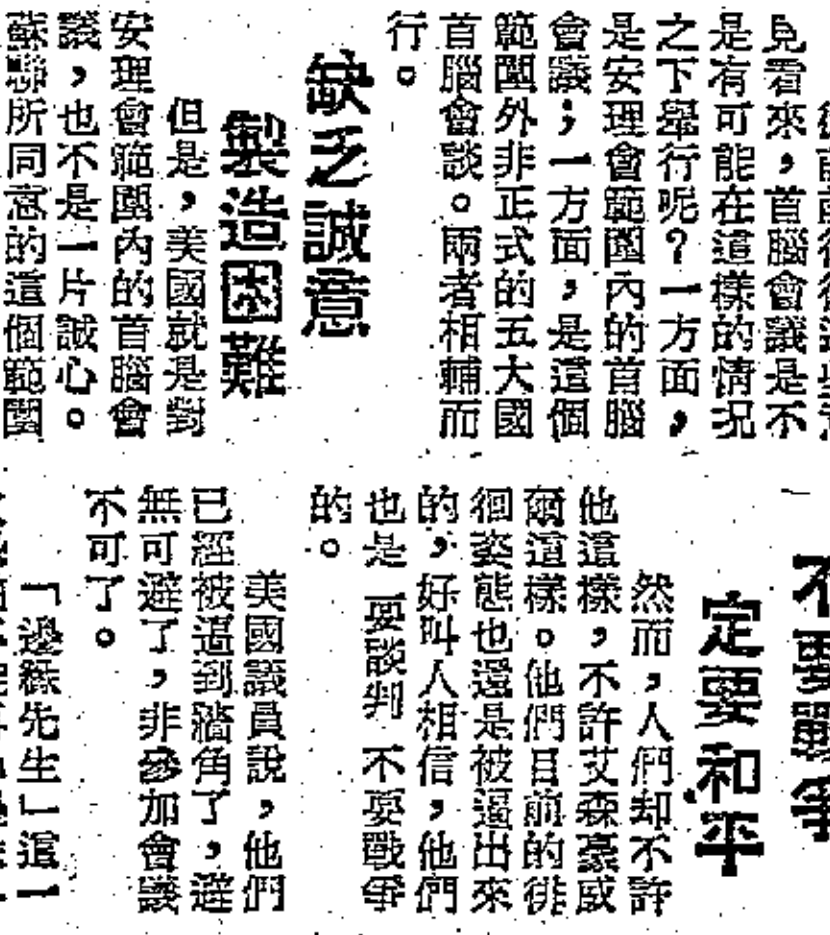 見看來，首腦會議是不
是有可能在這樣的情況
之下舉行呢？一方面，
是安理會範圍內的首腦
會議；一方面，是這個
範圍外非正式的五大國
首腦會談。兩者相輔而
行。
缺乏誠意
製造困難
但是，美國就是對
安理會範圍內的首腦會
議，也不是一片誠心。
蘇聯所同意的這個範圍
不要戰爭
定要和平
然而，人們却不許
他這樣，不許艾森豪威
爾這樣。他們目前的徘
徊姿態也還是被逼出來
的，好叫人相信，他們
也是 要談判 不要戰爭
的。
美國議員說，他們
已經被逼到牆角了，避
無可避了，非參加會議
不可了。
「邊緣先生」這一